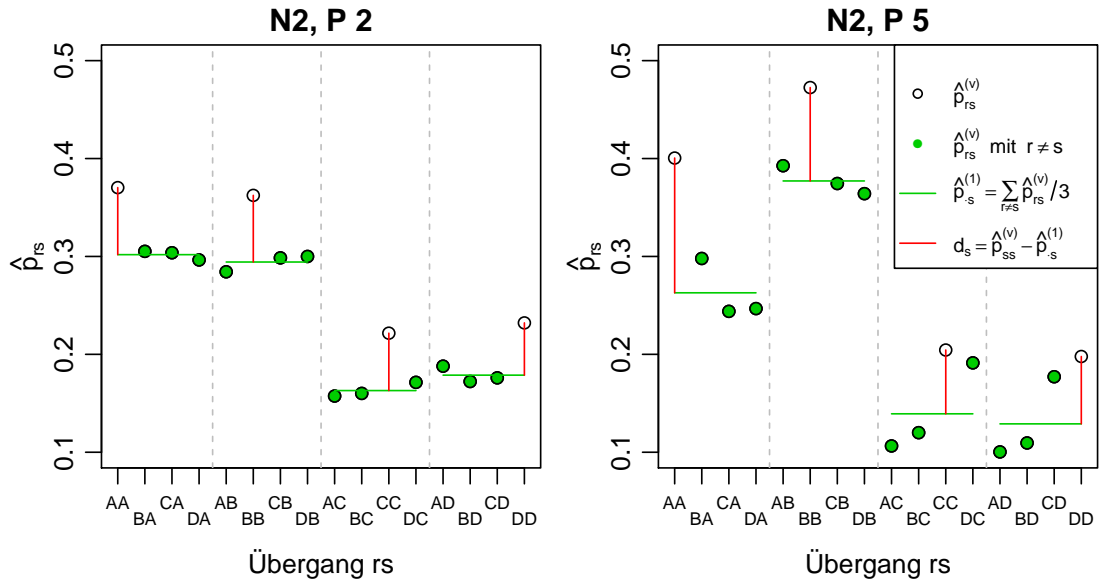 N2, P 2
p̂rs
0.5
0.4
0.3
0.2
0.1
AA BA CA DA AB BB CB DB AC BC CC DC AD BD CD DD
Übergang rs
N2, P 5
p̂rs
0.5
0.4
0.3
0.2
0.1
p̂rs(v)
p̂rs(v) mit r ≠ s
p̂·s(1) = ∑r≠s p̂rs(v)/3
ds = p̂ss(v) − p̂·s(1)
AA BA CA DA AB BB CB DB AC BC CC DC AD BD CD DD
Übergang rs